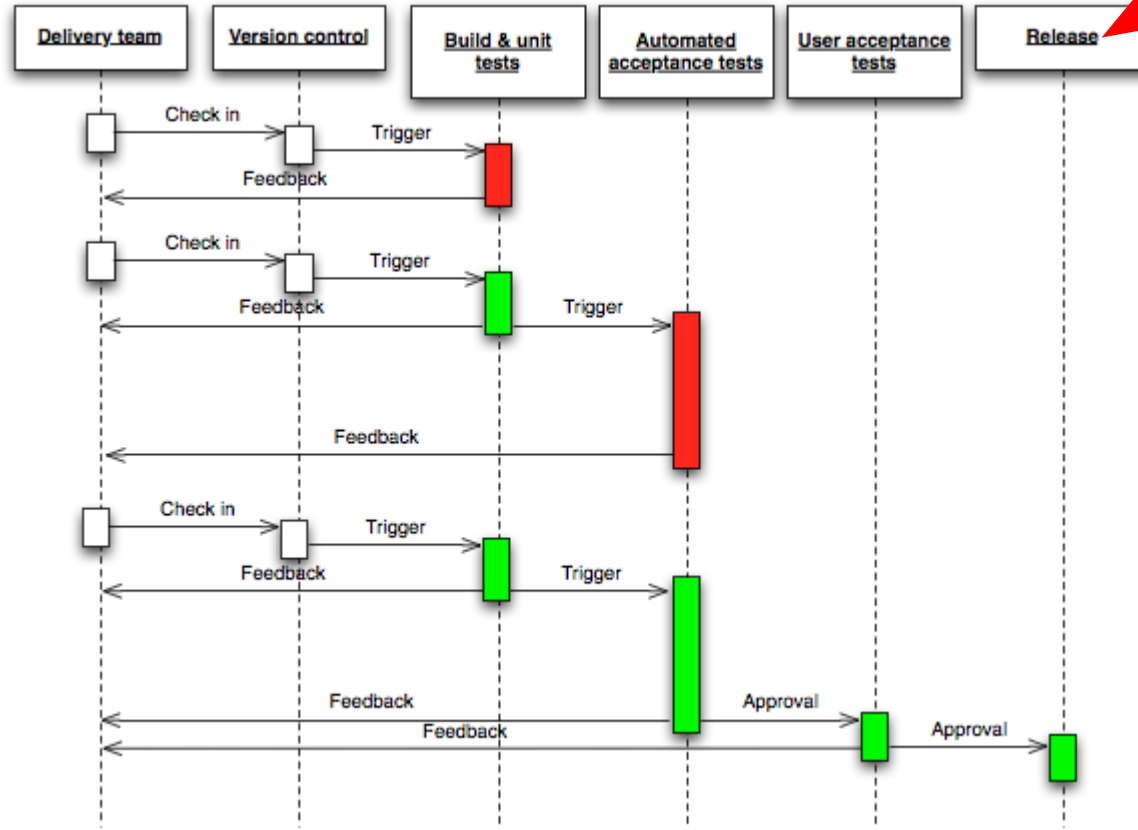 Delivery team
Version control
Build & unit
tests
Automated
acceptance tests
User acceptance
tests
Release
Check in
Trigger
Feedback
Check in
Trigger
Feedback
Trigger
Feedback
Check in
Trigger
Feedback
Trigger
Feedback
Approval
Feedback
Approval